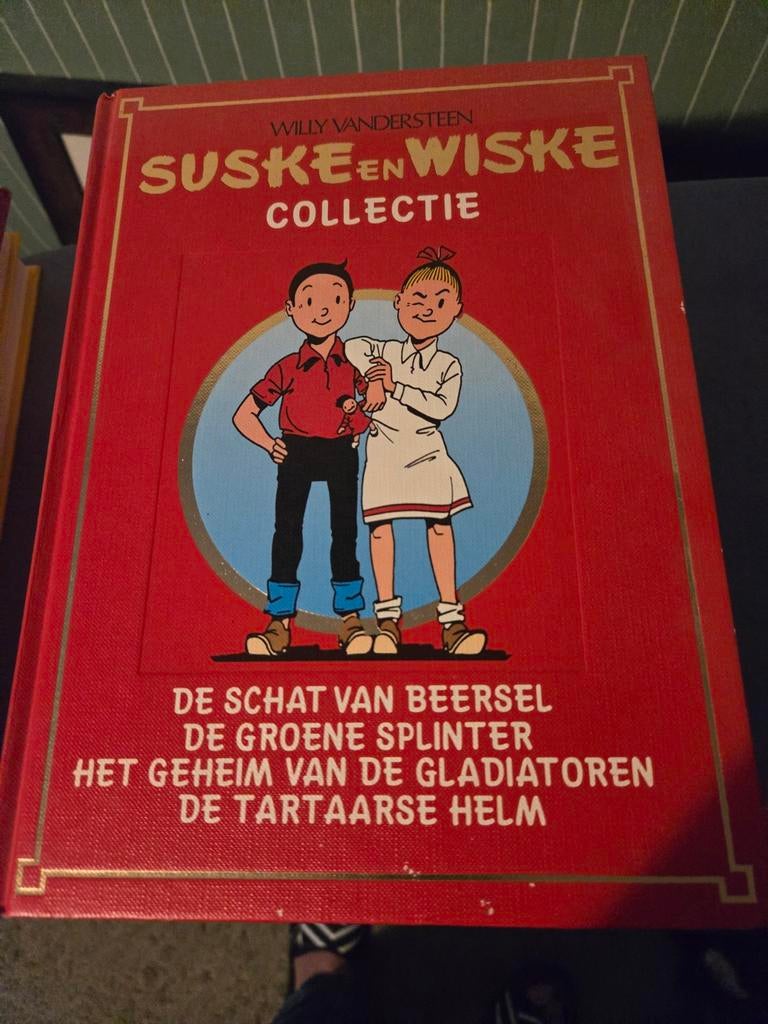 WILLY VANDERSTEEN
SUSKE EN WISKE
COLLECTIE
DE SCHAT VAN BEERSEL
DE GROENE SPLINTER
HET GEHEIM VAN DE GLADIATOREN
DE TARTAARSE HELM